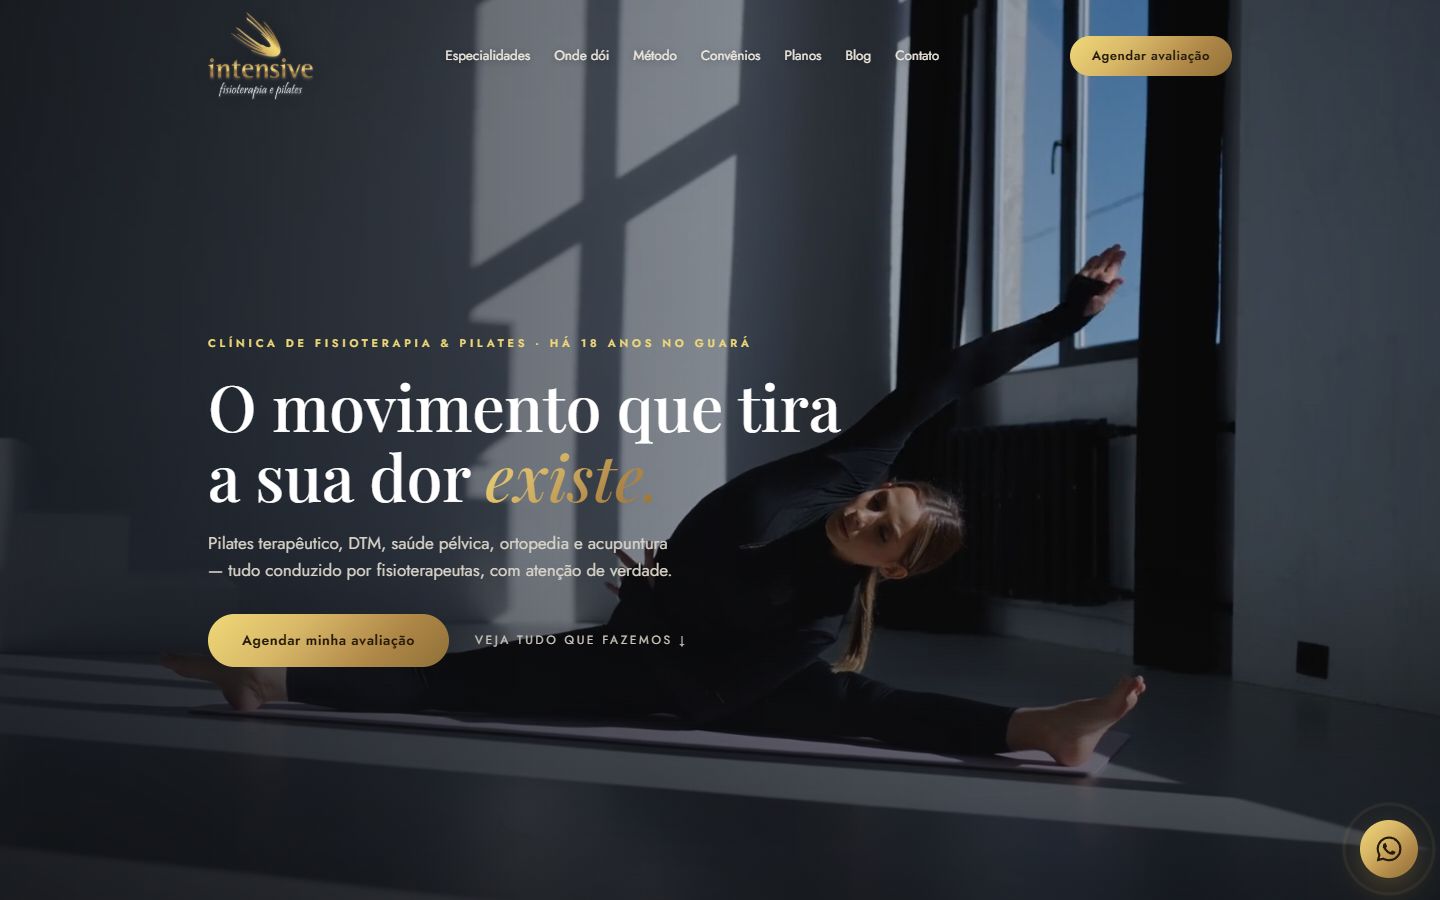 intensive
fisioterapia e pilates
Especialidades Onde dói Método Convênios Planos Blog Contato
Agendar avaliação
CLÍNICA DE FISIOTERAPIA & PILATES · HÁ 18 ANOS NO GUARÁ
O movimento que tira
a sua dor existe.
Pilates terapêutico, DTM, saúde pélvica, ortopedia e acupuntura
— tudo conduzido por fisioterapeutas, com atenção de verdade.
Agendar minha avaliação
VEJA TUDO QUE FAZEMOS ↓